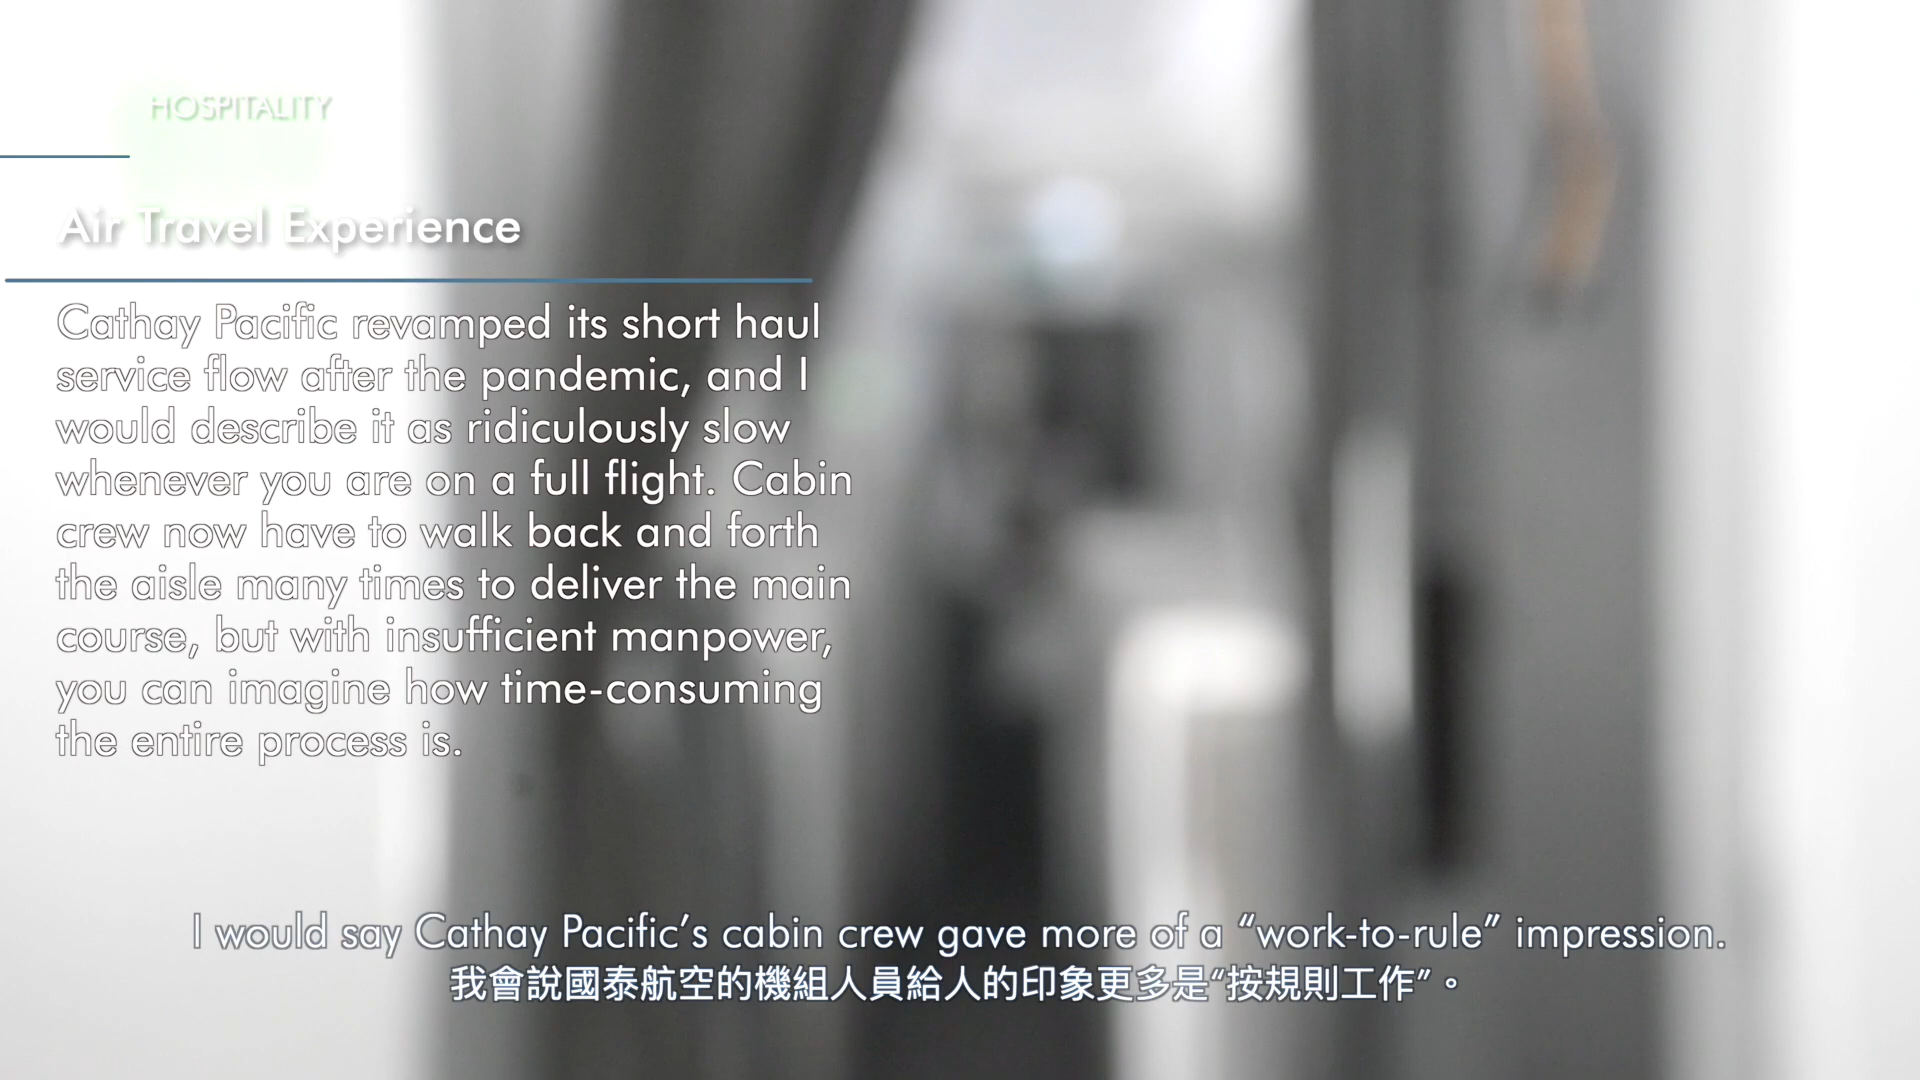 HOSPITALITY
Air Travel Experience
Cathay Pacific revamped its short haul
service flow after the pandemic, and I
would describe it as ridiculously slow
whenever you are on a full flight. Cabin
crew now have to walk back and forth
the aisle many times to deliver the main
course, but with insufficient manpower,
you can imagine how time-consuming
the entire process is.
I would say Cathay Pacific’s cabin crew gave more of a “work-to-rule” impression.
我會說國泰航空的機組人員給人的印象更多是“按規則工作”。